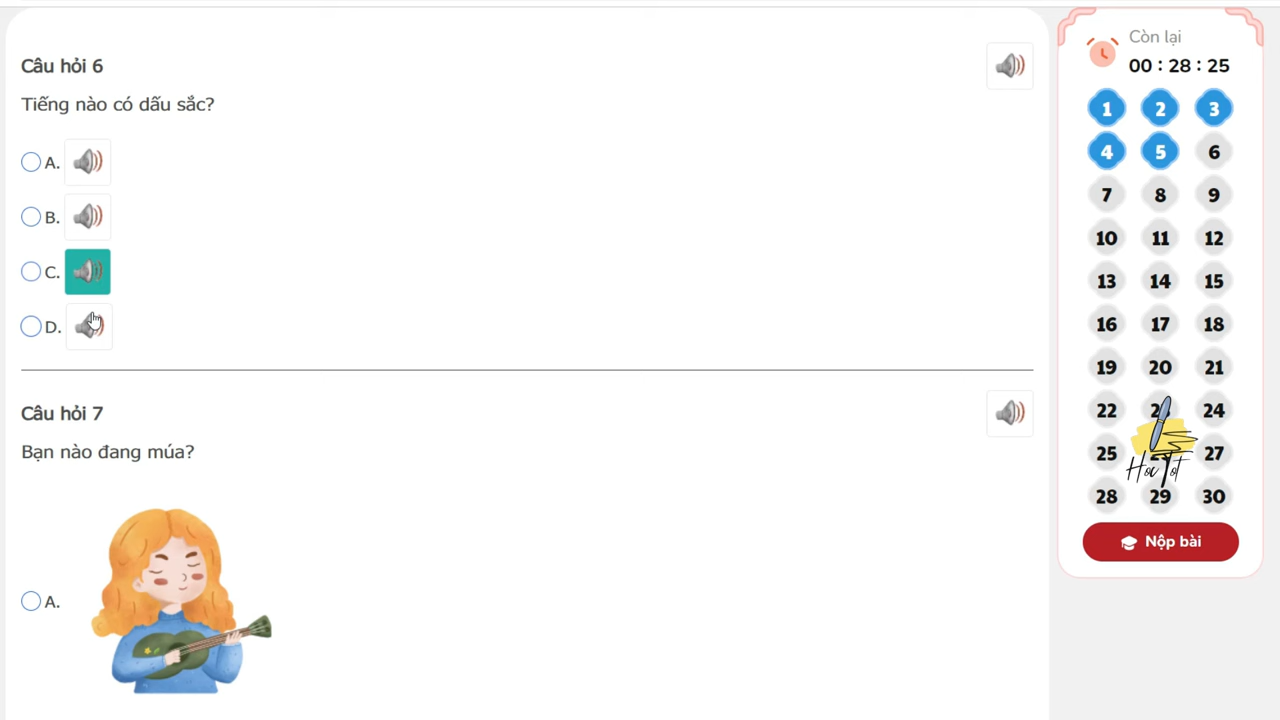 Câu hỏi 6
Tiếng nào có dấu sắc?
A.
B.
C.
D.
Câu hỏi 7
Bạn nào đang múa?
A.
Còn lại
00 : 28 : 25
1 2 3
4 5 6
7 8 9
10 11 12
13 14 15
16 17 18
19 20 21
22 24
25 27
28 29 30
Học Tốt
Nộp bài